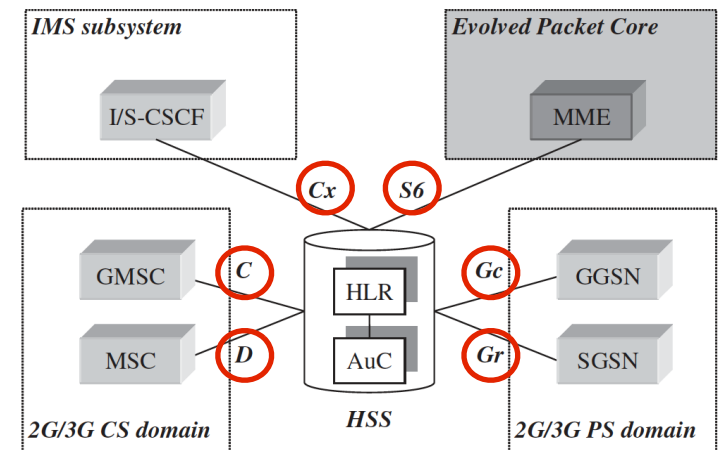 IMS subsystem
Evolved Packet Core
I/S-CSCF
MME
Cx
S6
GMSC
C
HLR
Gc
GGSN
MSC
D
AuC
Gr
SGSN
HSS
2G/3G CS domain
2G/3G PS domain